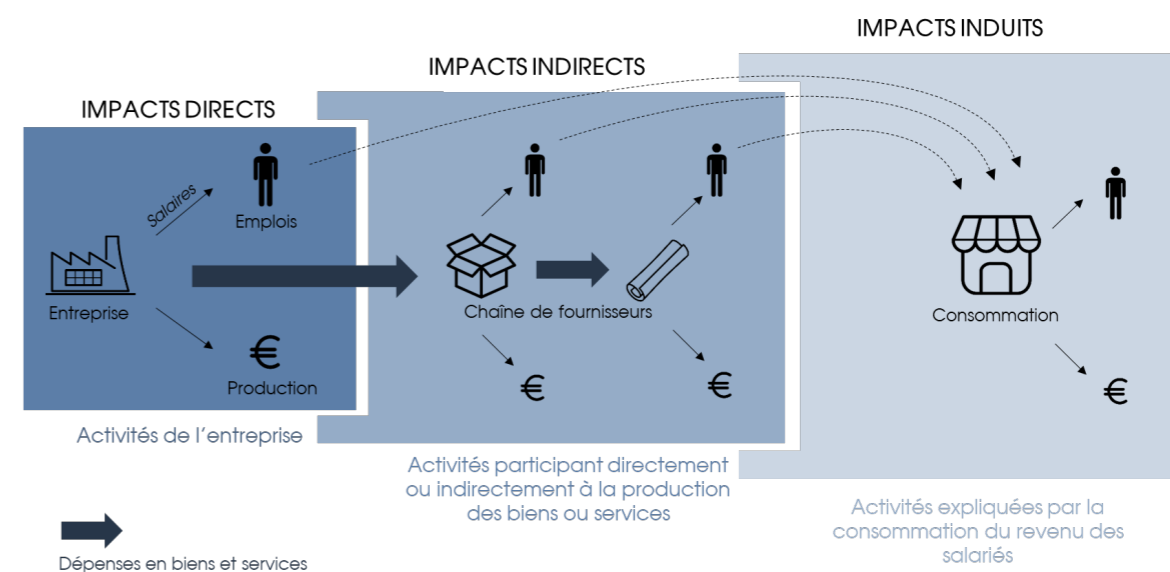 IMPACTS DIRECTS
Salaires
Emplois
Entreprise
€
Production
Activités de l'entreprise
IMPACTS INDIRECTS
Chaîne de fournisseurs
€
€
Activités participant directement
ou indirectement à la production
des biens ou services
IMPACTS INDUITS
Consommation
€
Activités expliquées par la
consommation du revenu des
salariés
Dépenses en biens et services